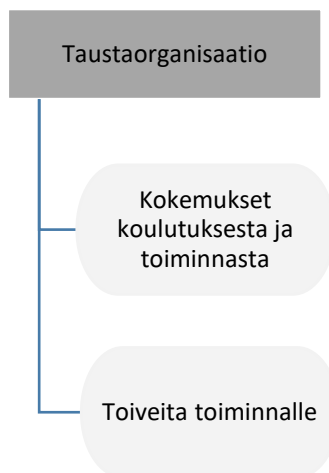 Taustaorganisaatio
Kokemukset
koulutuksesta ja
toiminnasta
Toiveita toiminnalle